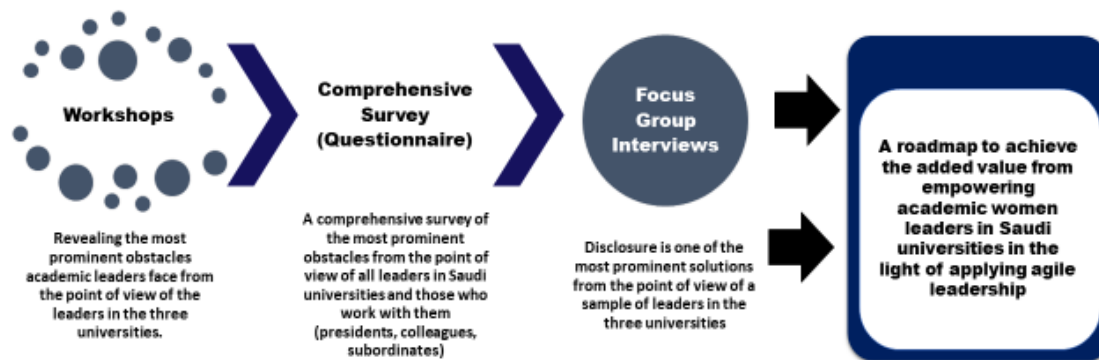 Workshops
Revealing the most
prominent obstacles
academic leaders face from
the point of view of the
leaders in the three
universities.
Comprehensive
Survey
(Questionnaire)
A comprehensive survey of
the most prominent
obstacles from the point of
view of all leaders in Saudi
universities and those who
work with them
(presidents, colleagues,
subordinates)
Focus
Group
Interviews
Disclosure is one of the
most prominent solutions
from the point of view of a
sample of leaders in the
three universities
A roadmap to achieve
the added value from
empowering
academic women
leaders in Saudi
universities in the
light of applying agile
leadership